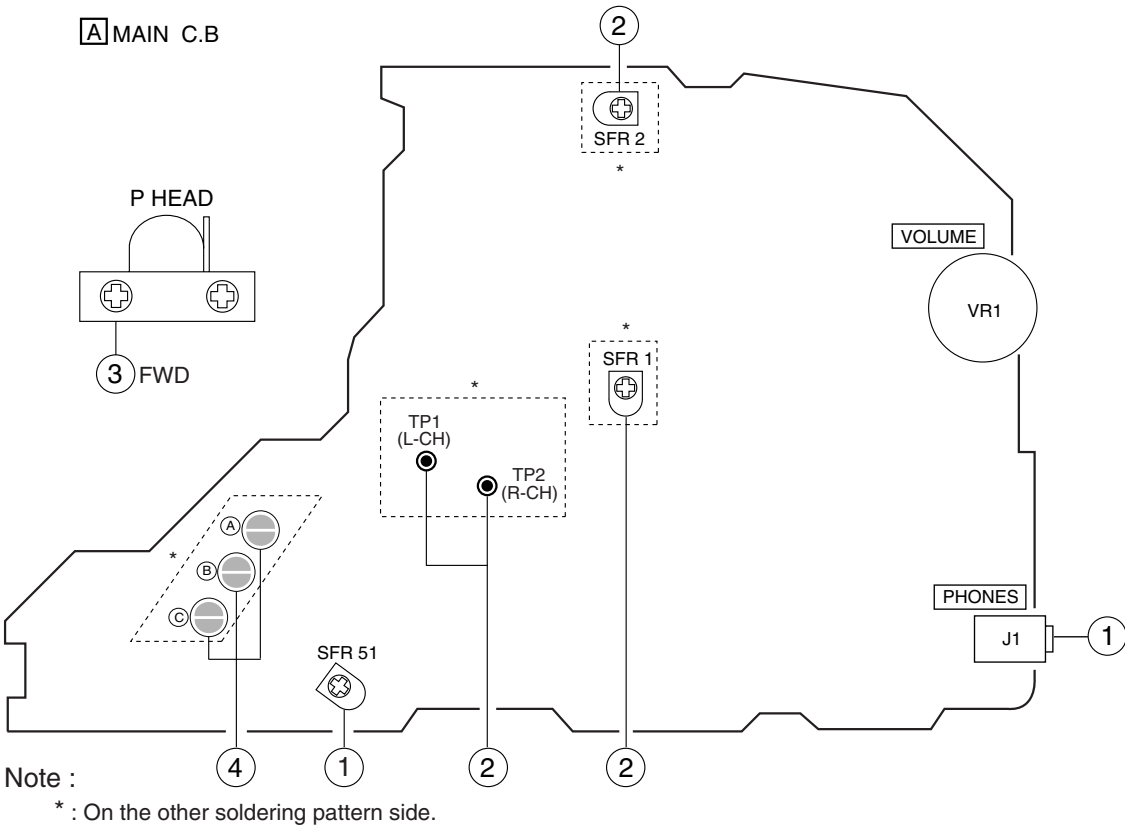 A MAIN C.B
2
SFR 2
*
P HEAD
VOLUME
VR1
*
SFR 1
3 FWD
*
TP1
(L-CH)
TP2
(R-CH)
A
*
B
C
PHONES
J1
1
SFR 51
4
1
2
2
Note :
* : On the other soldering pattern side.